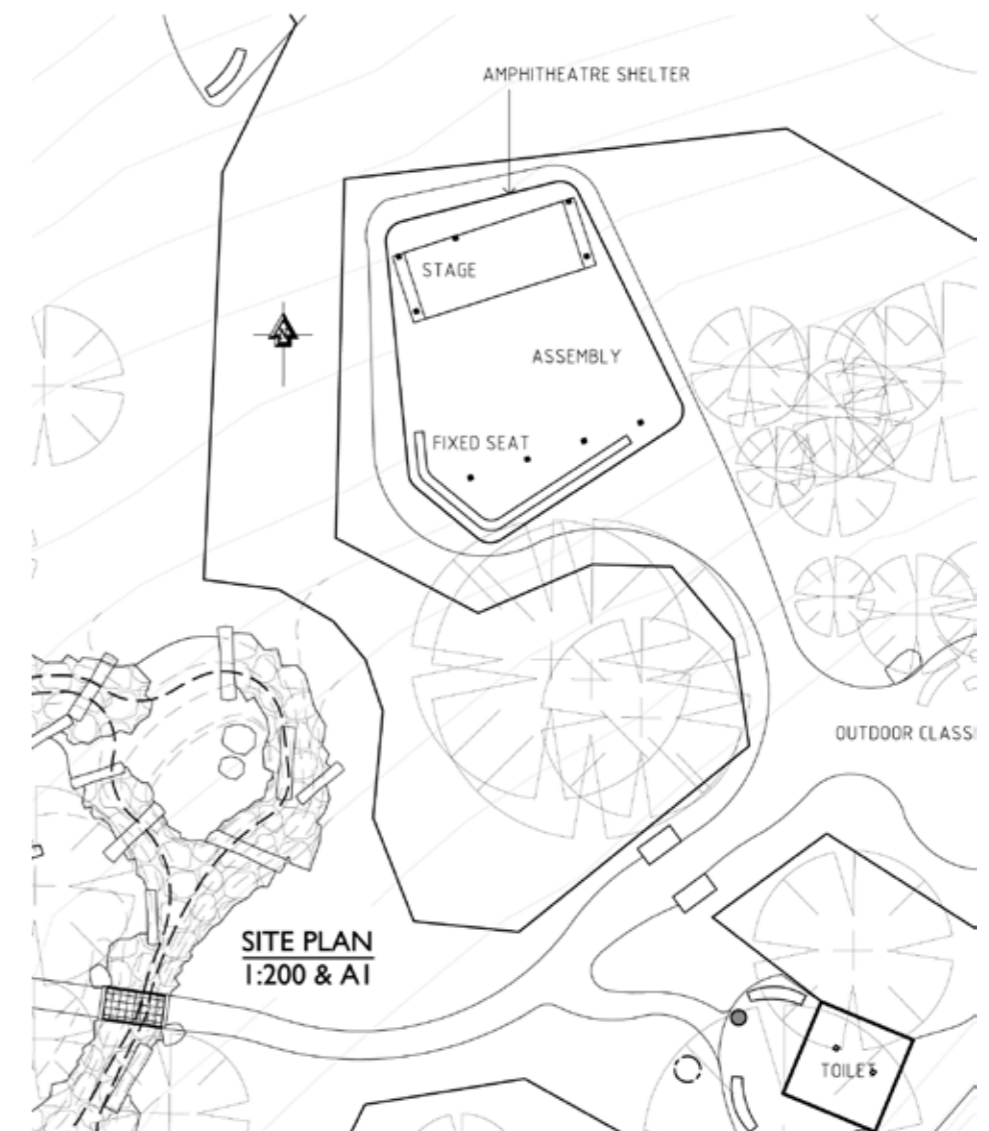 AMPHITHEATRE SHELTER
STAGE
ASSEMBLY
FIXED SEAT
OUTDOOR CLASS
SITE PLAN
1:200 & A1
TOILET